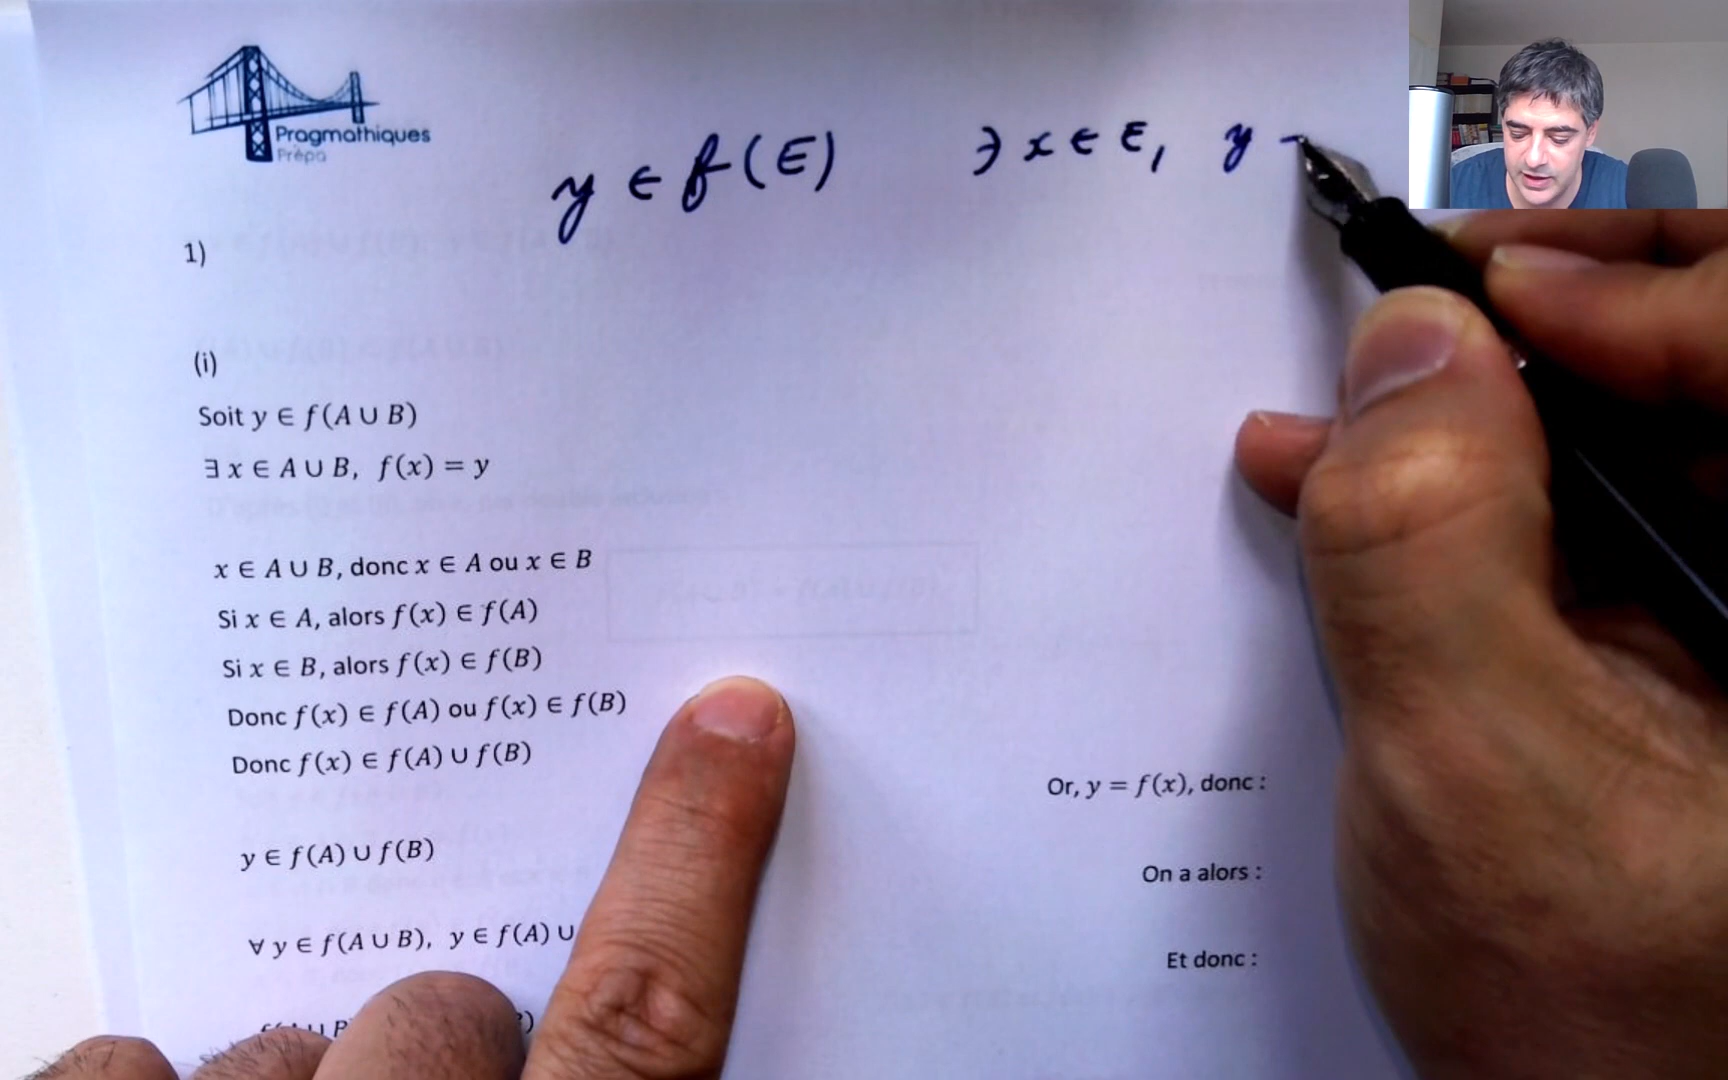 Pragmathiques
Prépa
y ∈ f(E) ∃ x ∈ E, y
1)
(i)
Soit y ∈ f(A ∪ B)
∃ x ∈ A ∪ B, f(x) = y
x ∈ A ∪ B, donc x ∈ A ou x ∈ B
Si x ∈ A, alors f(x) ∈ f(A)
Si x ∈ B, alors f(x) ∈ f(B)
Donc f(x) ∈ f(A) ou f(x) ∈ f(B)
Donc f(x) ∈ f(A) ∪ f(B)
Or, y = f(x), donc :
y ∈ f(A) ∪ f(B)
On a alors :
∀ y ∈ f(A ∪ B), y ∈ f(A) ∪
Et donc :